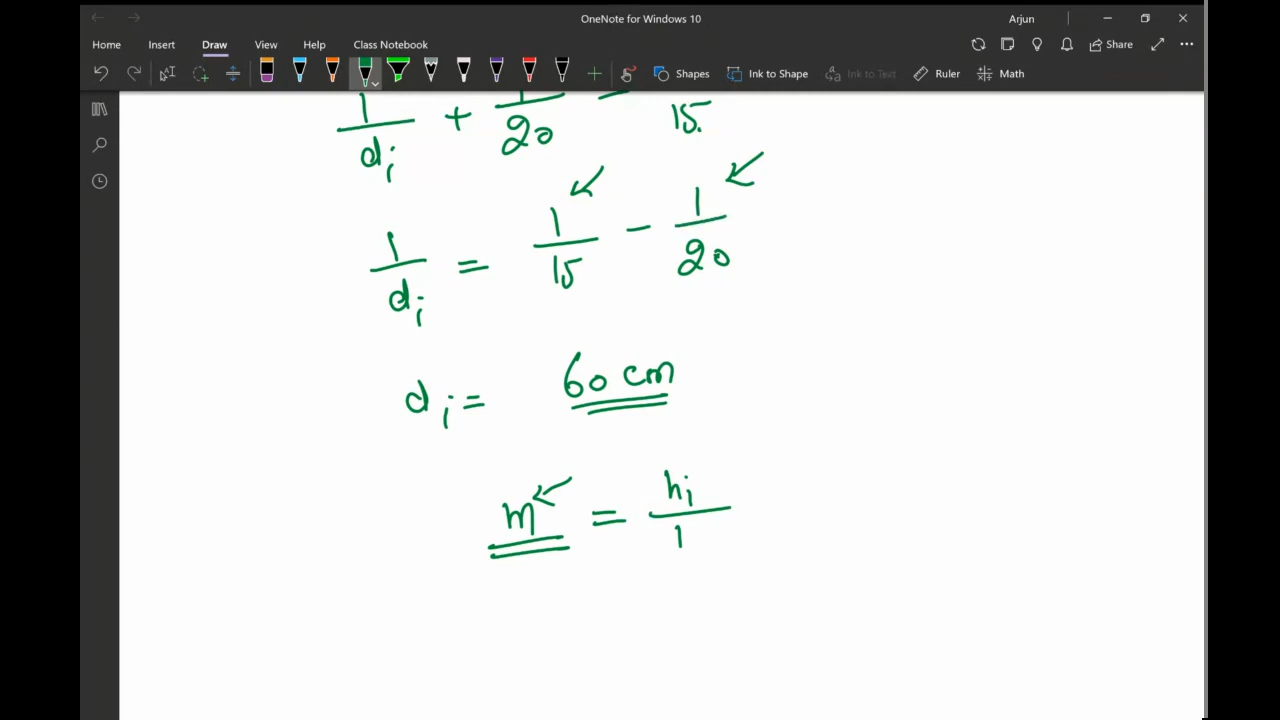 OneNote for Windows 10 Arjun
Home Insert Draw View Help Class Notebook Share
Shapes Ink to Shape Ink to Text Ruler Math
1/di + 1/20 = /15
1/di = 1/15 - 1/20
di = 60 cm
m = hi/